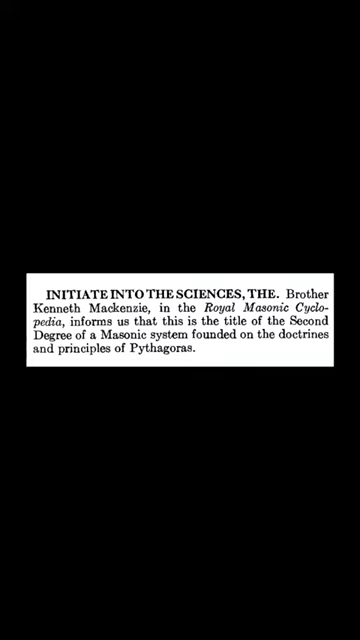 INITIATE INTO THE SCIENCES, THE. Brother
Kenneth Mackenzie, in the Royal Masonic Cyclo-
pedia, informs us that this is the title of the Second
Degree of a Masonic system founded on the doctrines
and principles of Pythagoras.